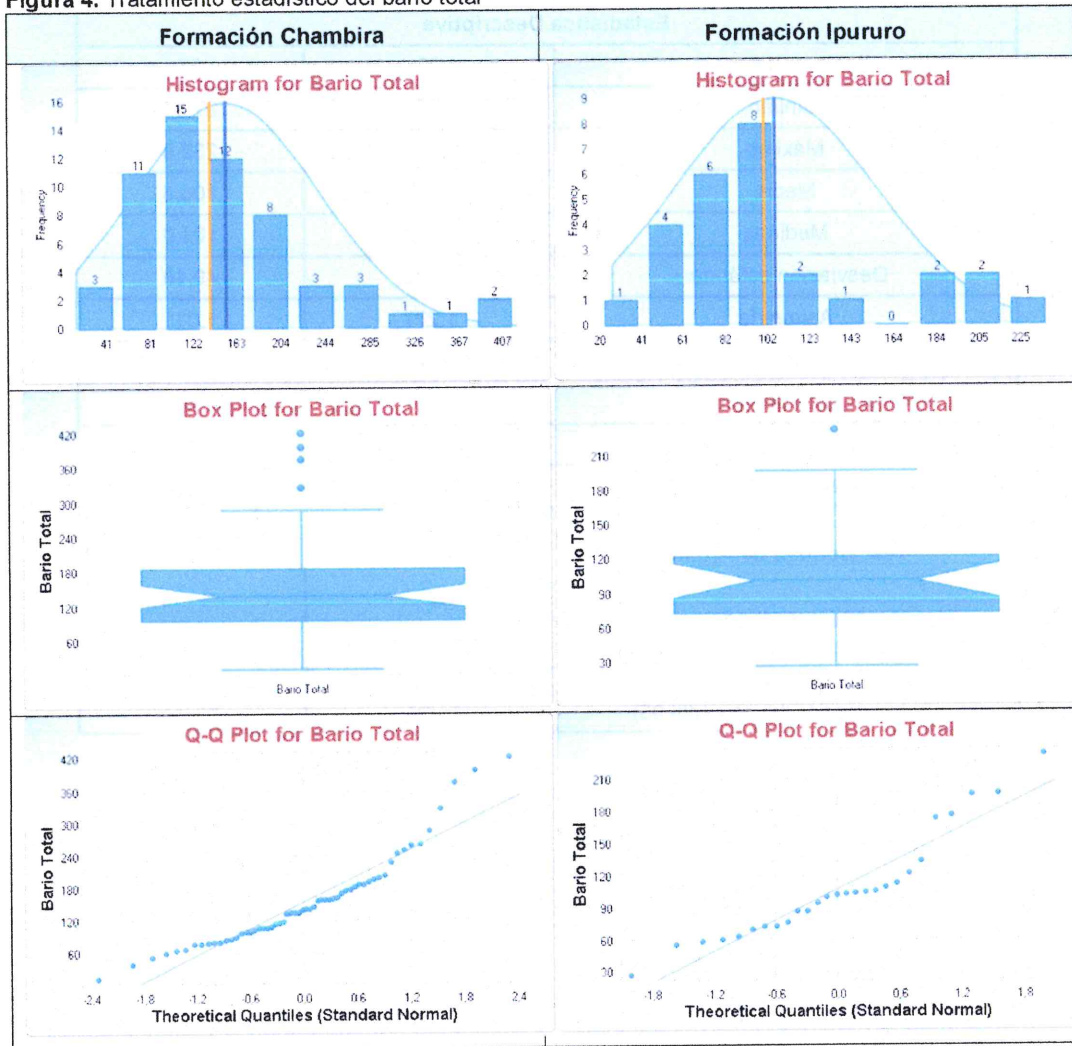 Figura 4. Tratamiento estadístico del bario total
Formación Chambira
Formación Ipururo
Histogram for Bario Total
Frequency
16
14
12
10
8
6
4
2
0
3
11
15
12
8
3
3
1
1
2
41 81 122 163 204 244 285 326 367 407
Histogram for Bario Total
Frequency
9
8
7
6
5
4
3
2
1
0
1
4
6
8
2
1
0
2
2
1
20 41 61 82 102 123 143 164 184 205 225
Box Plot for Bario Total
Bario Total
420
360
300
240
180
120
60
Bario Total
Box Plot for Bario Total
Bario Total
210
180
150
120
90
60
30
Bario Total
Q-Q Plot for Bario Total
Bario Total
420
360
300
240
180
120
60
-2,4 -1,8 -1,2 -0,6 0,0 0,6 1,2 1,8 2,4
Theoretical Quantiles (Standard Normal)
Q-Q Plot for Bario Total
Bario Total
210
180
150
120
90
60
30
-1,8 -1,2 -0,6 0,0 0,6 1,2 1,8
Theoretical Quantiles (Standard Normal)